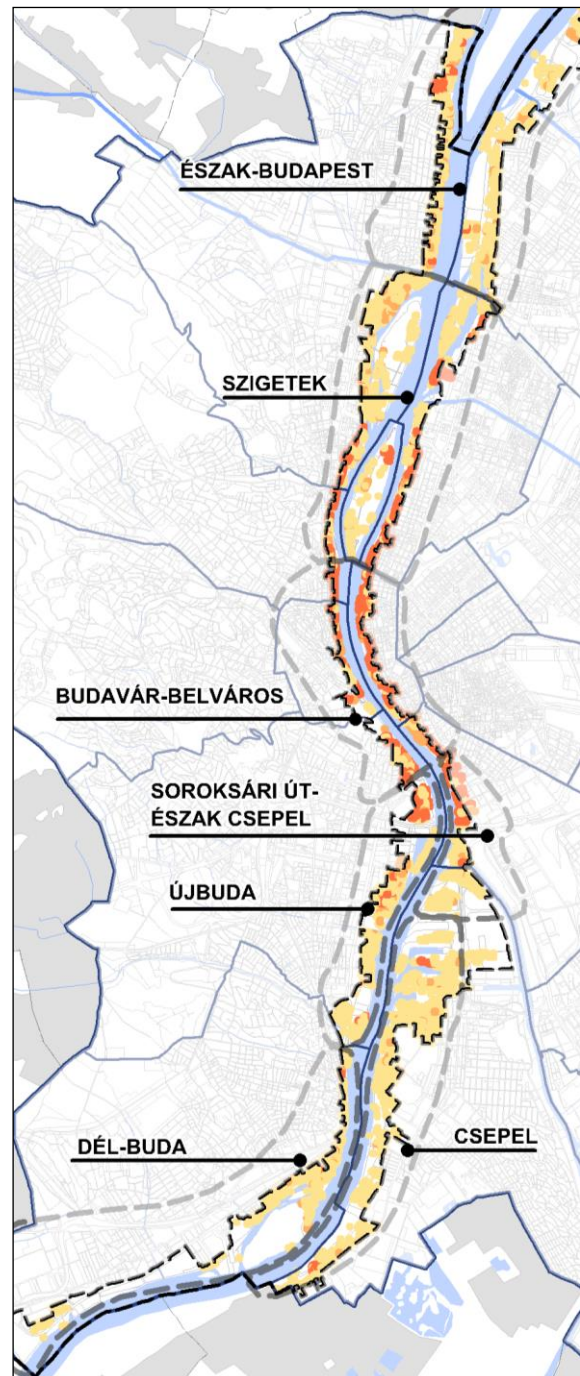 ÉSZAK-BUDAPEST
SZIGETEK
BUDAVÁR-BELVÁROS
SOROKSÁRI ÚT-
ÉSZAK CSEPEL
ÚJBUDA
DÉL-BUDA
CSEPEL